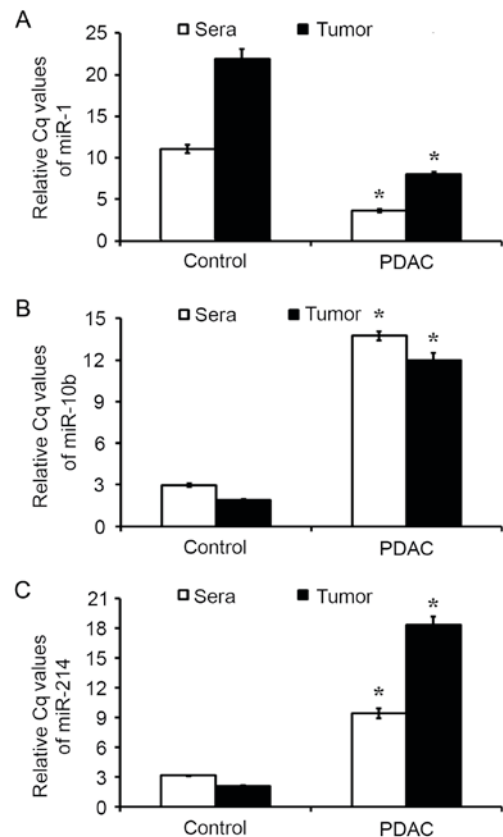 A
Sera Tumor
Relative Cq values
of miR-1
25
20
15
10
5
0
* *
Control PDAC
B
Sera Tumor
Relative Cq values
of miR-10b
15
12
9
6
3
0
* *
Control PDAC
C
Sera Tumor
Relative Cq values
of miR-214
21
18
15
12
9
6
3
0
* *
Control PDAC